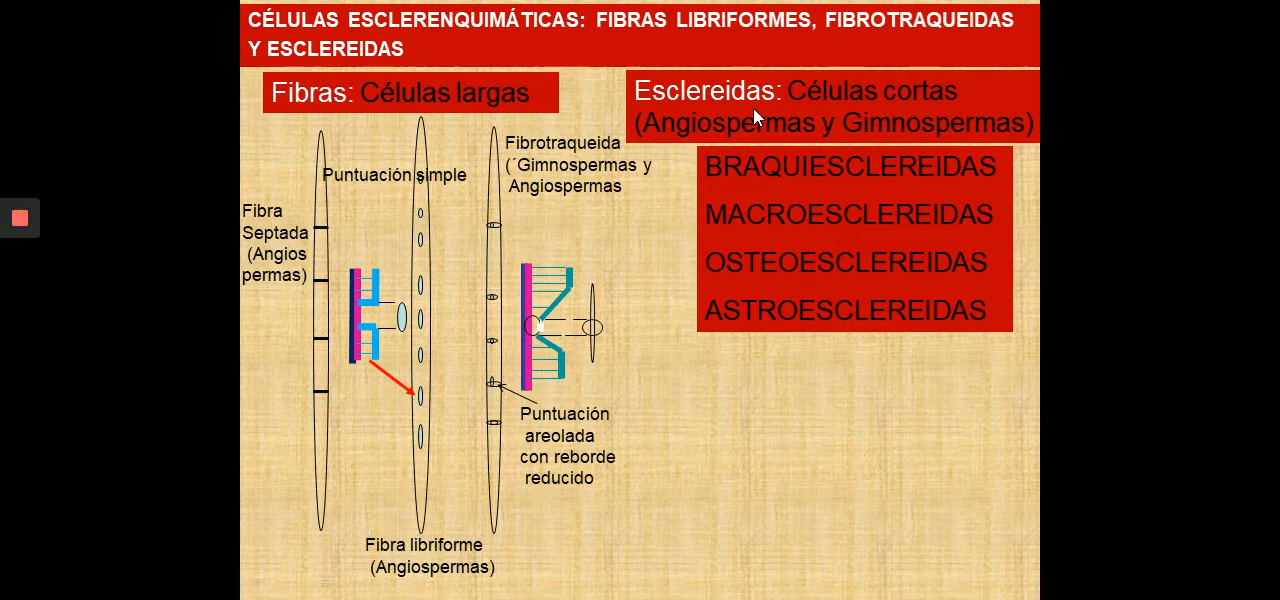 CÉLULAS ESCLERENQUIMÁTICAS: FIBRAS LIBRIFORMES, FIBROTRAQUEIDAS
Y ESCLEREIDAS
Fibras: Células largas
Esclereidas: Células cortas
(Angiospermas y Gimnospermas)
BRAQUIESCLEREIDAS
MACROESCLEREIDAS
OSTEOESCLEREIDAS
ASTROESCLEREIDAS
Fibrotraqueida
(´Gimnospermas y
Angiospermas
Puntuación simple
Fibra
Septada
(Angios
permas)
Puntuación
areolada
con reborde
reducido
Fibra libriforme
(Angiospermas)